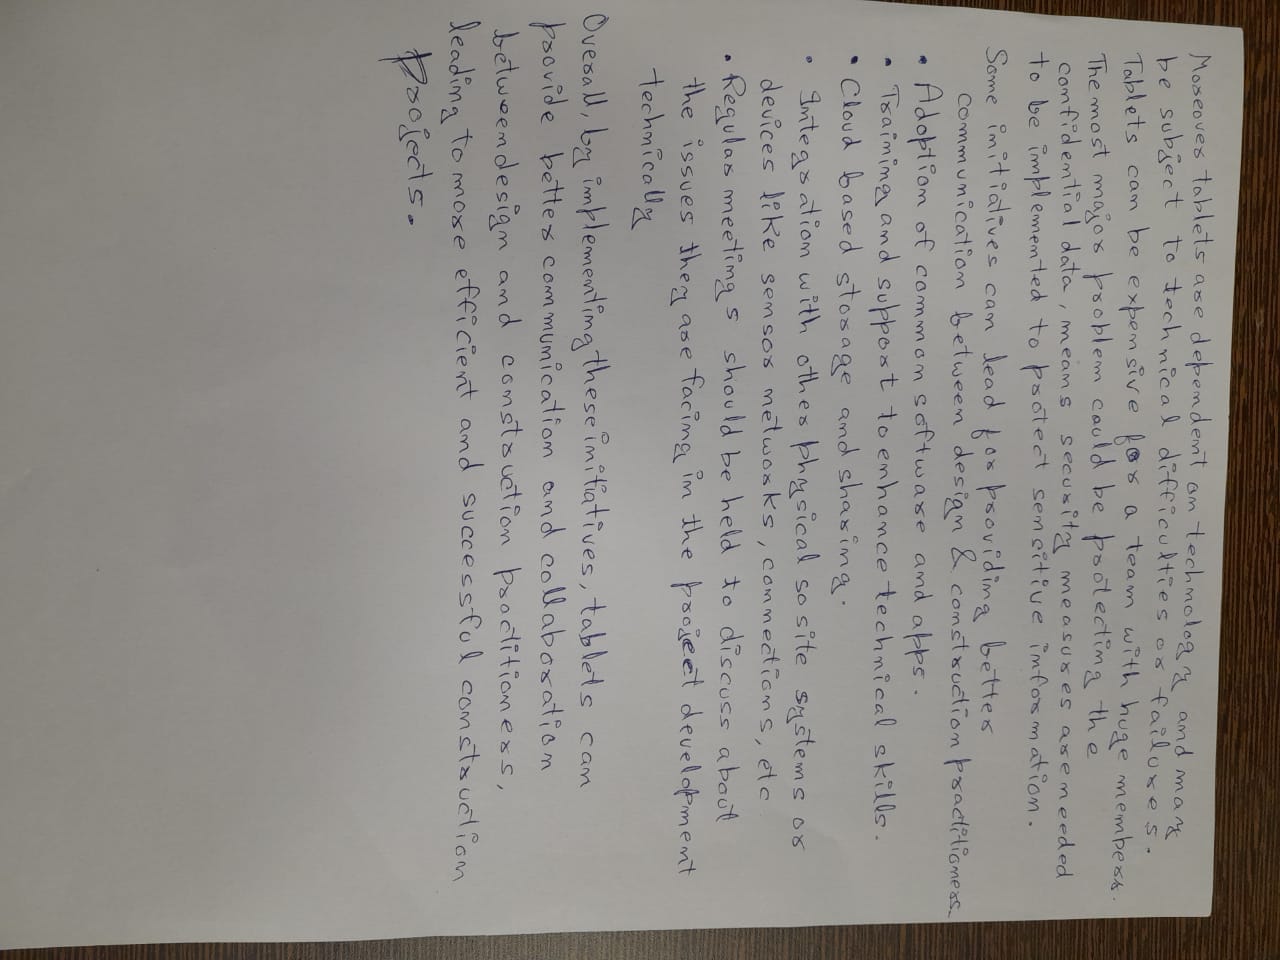 Moreover tablets are dependent on technology and may
be subject to technical difficulties or failures.
Tablets can be expensive for a team with huge members.
The most major problem could be protecting the
confidential data, means security measures are needed
to be implemented to protect sensitive information.
Some initiatives can lead for providing better
communication between design & construction practitioners.
• Adoption of common software and apps.
• Training and support to enhance technical skills.
• Cloud based storage and sharing.
• Integration with other physical so site systems or
devices like sensor networks, connections, etc
• Regular meetings should be held to discuss about
the issues they are facing in the project development
technically
Overall, by implementing these initiatives, tablets can
provide better communication and collaboration
between design and construction practitioners,
leading to more efficient and successful construction
projects.